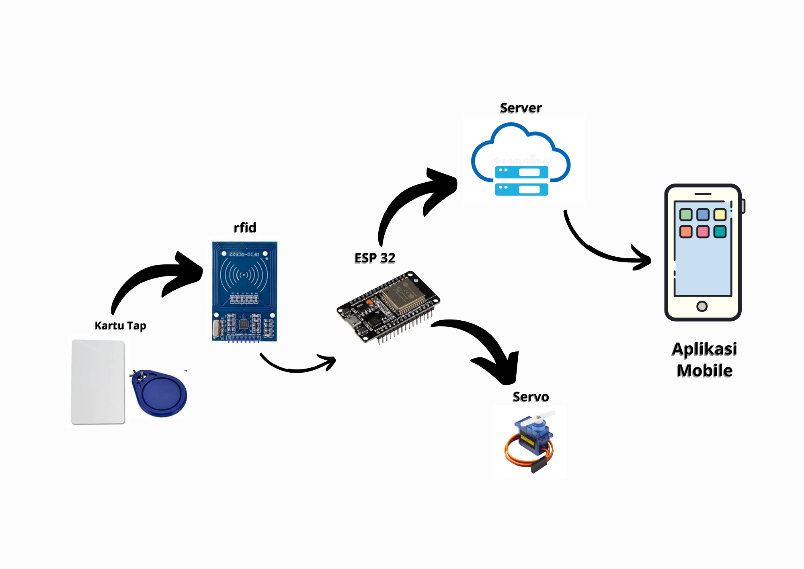 Server
rfid
ESP 32
Kartu Tap
Aplikasi
Mobile
Servo